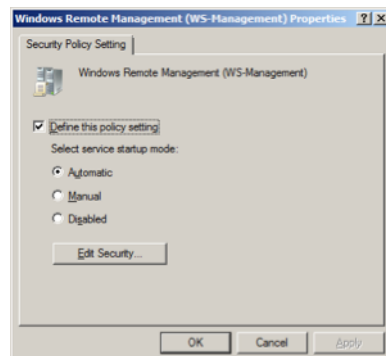 Windows Remote Management (WS-Management) Properties
Security Policy Setting
Windows Remote Management (WS-Management)
Define this policy setting
Select service startup mode:
Automatic
Manual
Disabled
Edit Security...
OK Cancel Apply